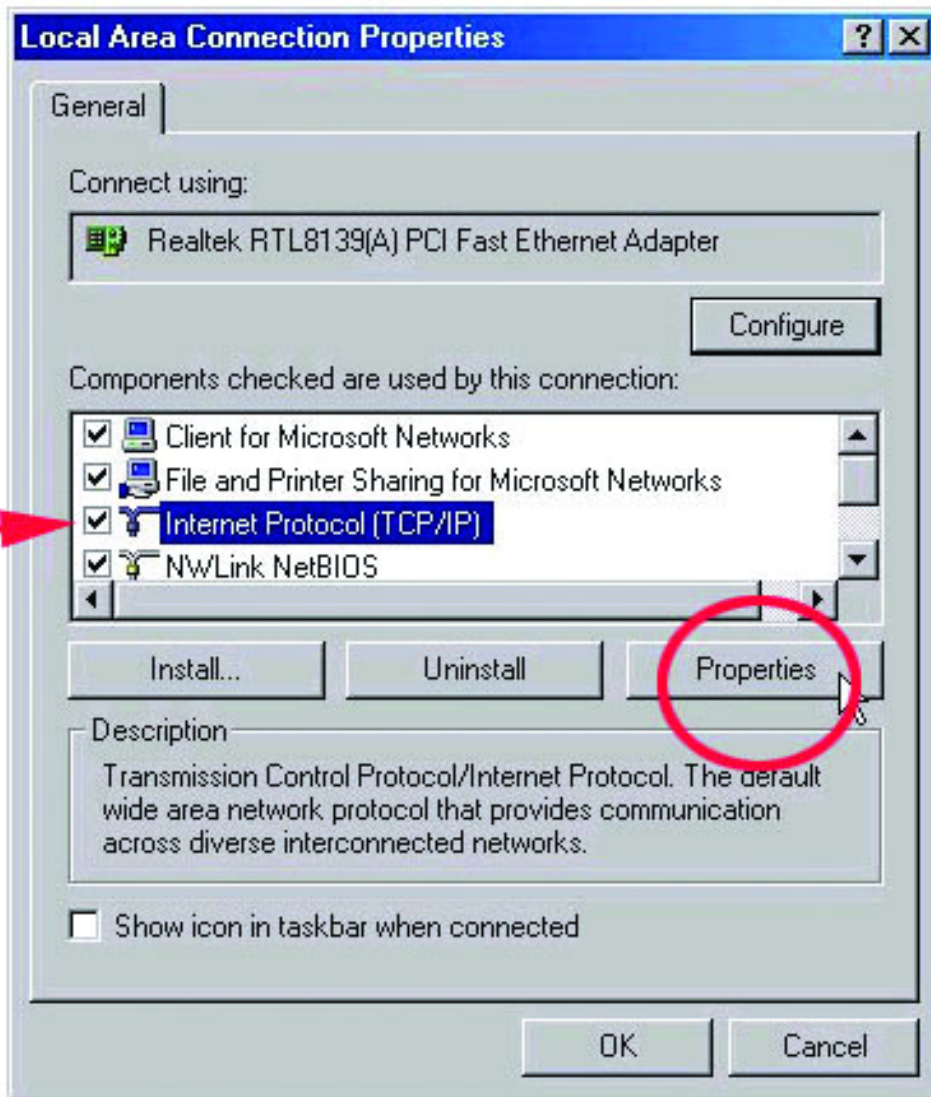 Local Area Connection Properties
General
Connect using:
Realtek RTL8139(A) PCI Fast Ethernet Adapter
Configure
Components checked are used by this connection:
Client for Microsoft Networks
File and Printer Sharing for Microsoft Networks
Internet Protocol (TCP/IP)
NWLink NetBIOS
Install...
Uninstall
Properties
Description
Transmission Control Protocol/Internet Protocol. The default
wide area network protocol that provides communication
across diverse interconnected networks.
Show icon in taskbar when connected
OK
Cancel